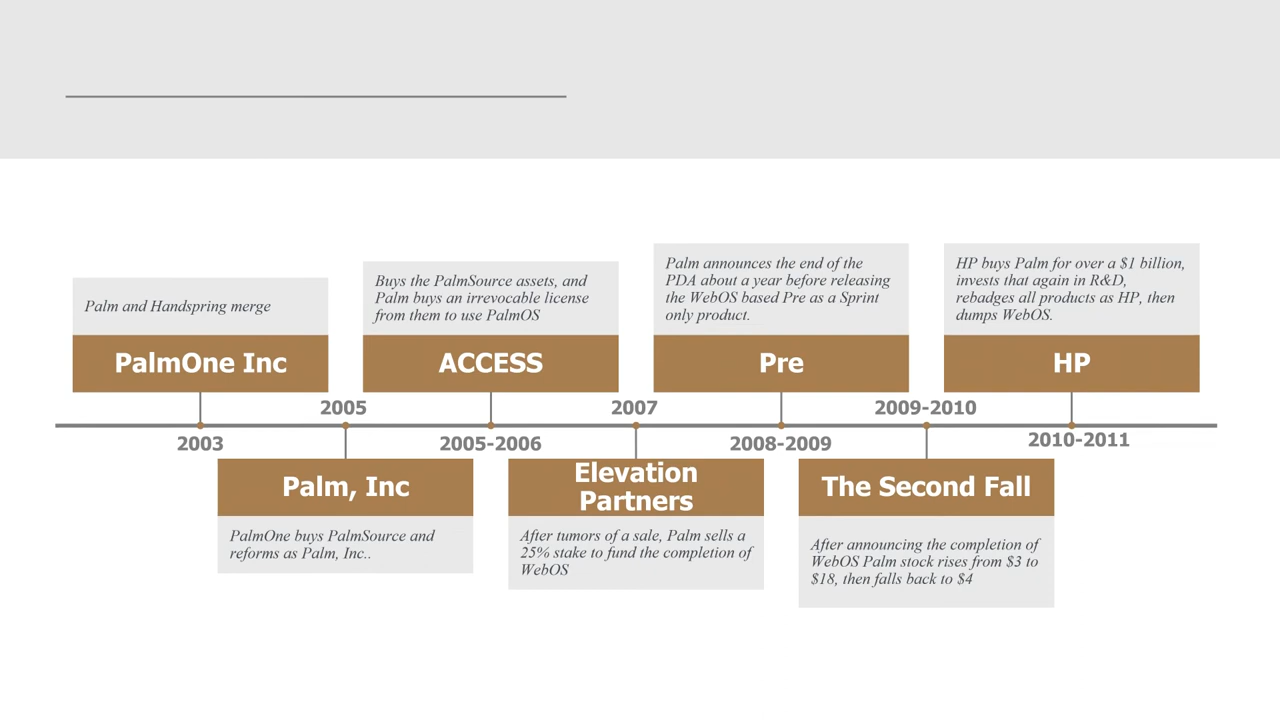 Palm and Handspring merge
PalmOne Inc
2003
2005
Palm, Inc
PalmOne buys PalmSource and
reforms as Palm, Inc..
Buys the PalmSource assets, and
Palm buys an irrevocable license
from them to use PalmOS
ACCESS
2005-2006
2007
Elevation
Partners
After tumors of a sale, Palm sells a
25% stake to fund the completion of
WebOS
Palm announces the end of the
PDA about a year before releasing
the WebOS based Pre as a Sprint
only product.
Pre
2008-2009
2009-2010
The Second Fall
After announcing the completion of
WebOS Palm stock rises from $3 to
$18, then falls back to $4
HP buys Palm for over a $1 billion,
invests that again in R&D,
rebadges all products as HP, then
dumps WebOS.
HP
2010-2011